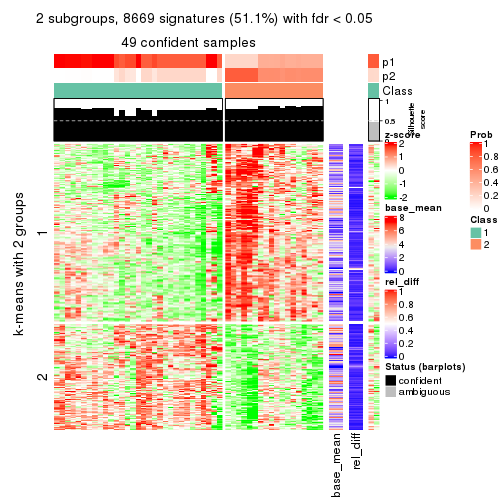 2 subgroups, 8669 signatures (51.1%) with fdr < 0.05
49 confident samples
p1
p2
Class
1
0.5
0
Silhouette
score
k-means with 2 groups
1
2
base_mean
rel_diff
z-score
2
1
0
-1
-2
base_mean
8
6
4
2
0
rel_diff
1
0.8
0.6
0.4
0.2
0
Status (barplots)
confident
ambiguous
Prob
1
0.8
0.6
0.4
0.2
0
Class
1
2